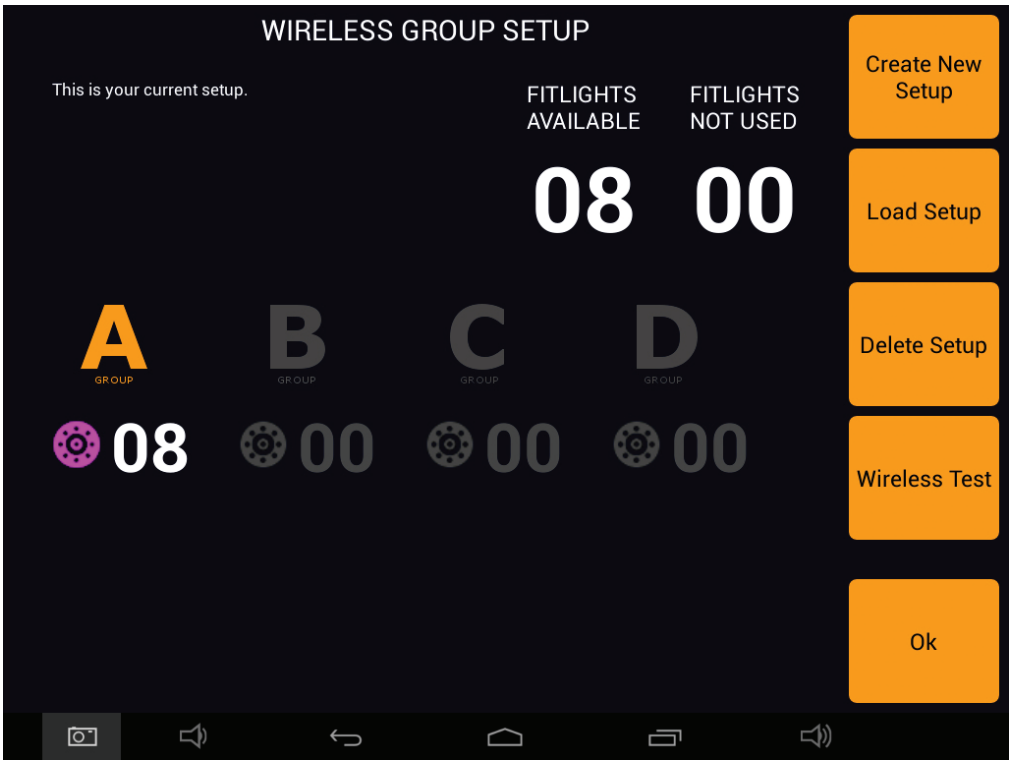 WIRELESS GROUP SETUP
This is your current setup.
FITLIGHTS
AVAILABLE
FITLIGHTS
NOT USED
08
00
A
GROUP
B
GROUP
C
GROUP
D
GROUP
08
00
00
00
Create New
Setup
Load Setup
Delete Setup
Wireless Test
Ok